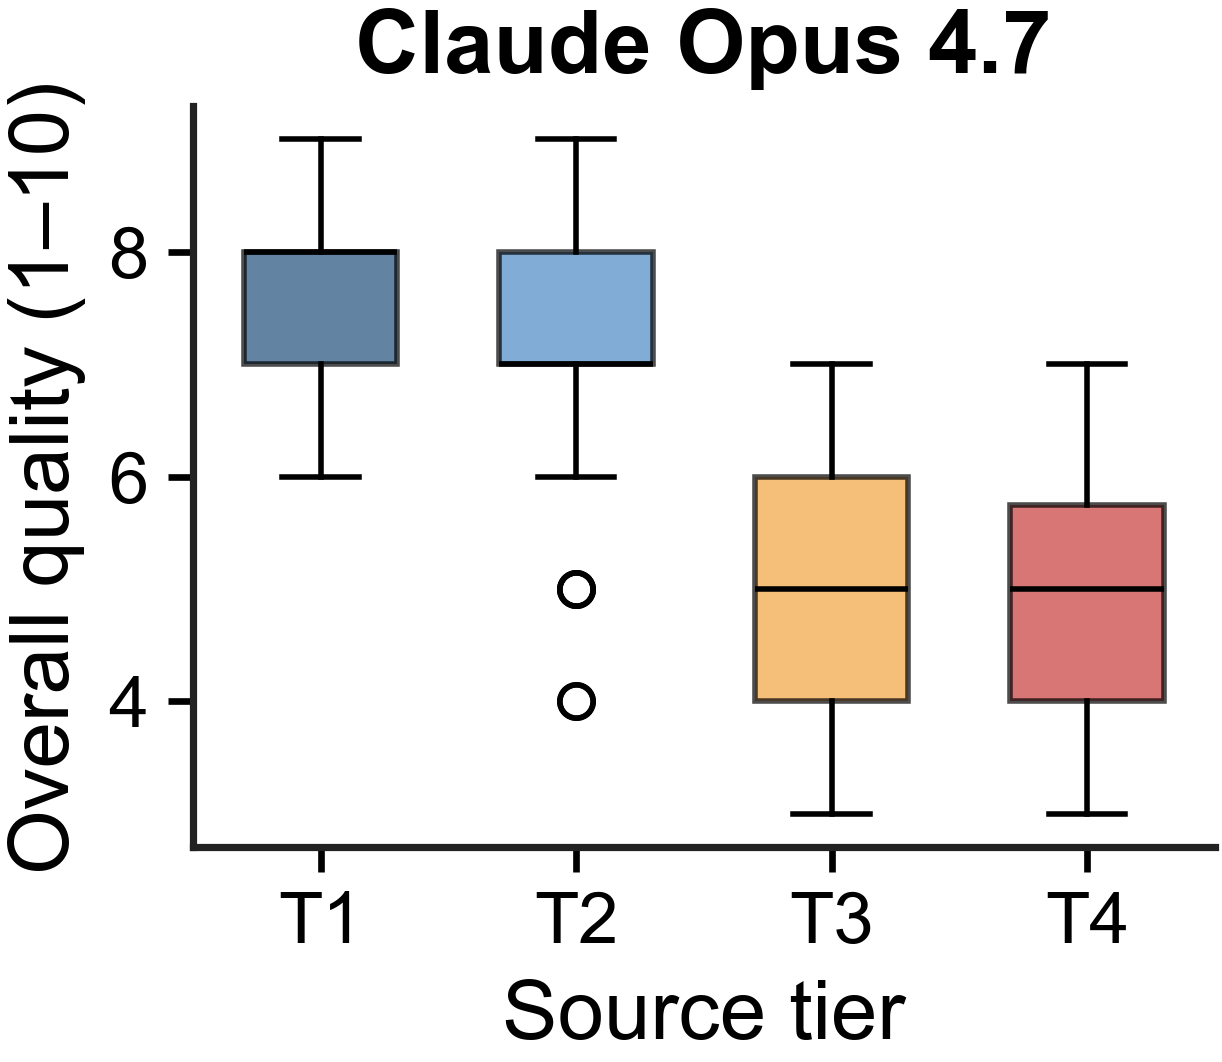 Claude Opus 4.7
Overall quality (1–10)
8
6
4
T1 T2 T3 T4
Source tier